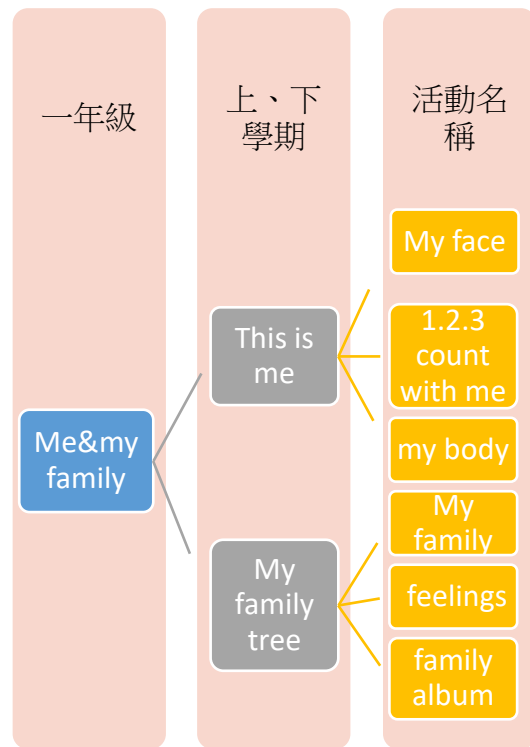 一年級
上、下
學期
活動名
稱
Me&my
family
This is
me
My
family
tree
My face
1.2.3
count
with me
my body
My
family
feelings
family
album